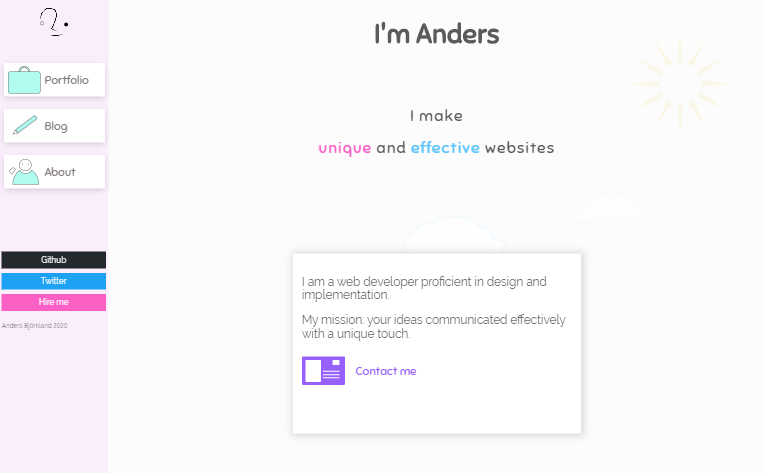 Portfolio
Blog
About
Github
Twitter
Hire me
Anders Björkland 2020
I'm Anders
I make
unique and effective websites
I am a web developer proficient in design and
implementation.
My mission: your ideas communicated effectively
with a unique touch.
Contact me